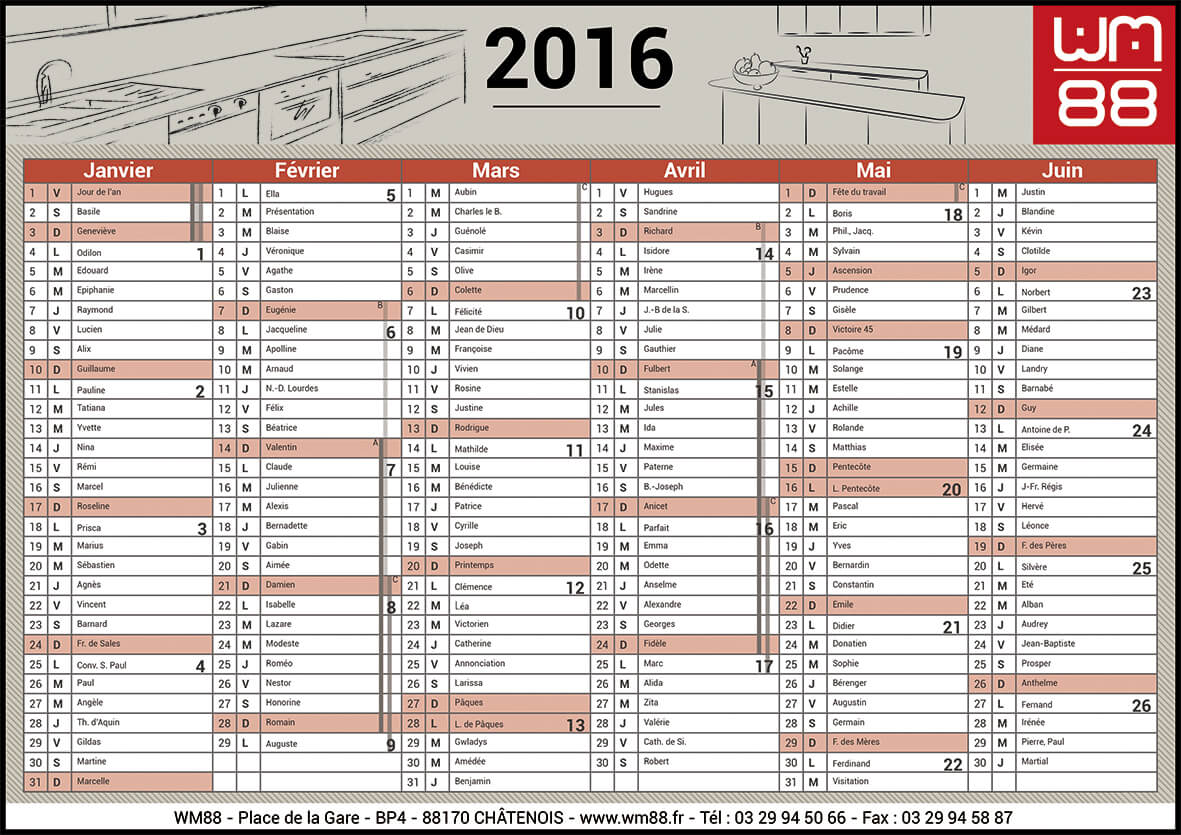 2016
WM
88
Janvier
1 V Jour de l'an
2 S Basile
3 D Geneviève
4 L Odilon 1
5 M Edouard
6 M Epiphanie
7 J Raymond
8 V Lucien
9 S Alix
10 D Guillaume
11 L Pauline 2
12 M Tatiana
13 M Yvette
14 J Nina
15 V Rémi
16 S Marcel
17 D Roseline
18 L Prisca 3
19 M Marius
20 M Sébastien
21 J Agnès
22 V Vincent
23 S Barnard
24 D Fr. de Sales
25 L Conv. S. Paul 4
26 M Paul
27 M Angèle
28 J Th. d'Aquin
29 V Gildas
30 S Martine
31 D Marcelle
Février
1 L Ella 5
2 M Présentation
3 M Blaise
4 J Véronique
5 V Agathe
6 S Gaston
7 D Eugénie B
8 L Jacqueline 6
9 M Apolline
10 M Arnaud
11 J N.-D. Lourdes
12 V Félix
13 S Béatrice
14 D Valentin A
15 L Claude 7
16 M Julienne
17 M Alexis
18 J Bernadette
19 V Gabin
20 S Aimée
21 D Damien C
22 L Isabelle 8
23 M Lazare
24 M Modeste
25 J Roméo
26 V Nestor
27 S Honorine
28 D Romain
29 L Auguste 9
Mars
1 M Aubin C
2 M Charles le B.
3 J Guénolé
4 V Casimir
5 S Olive
6 D Colette
7 L Félicité 10
8 M Jean de Dieu
9 M Françoise
10 J Vivien
11 V Rosine
12 S Justine
13 D Rodrigue
14 L Mathilde 11
15 M Louise
16 M Bénédicte
17 J Patrice
18 V Cyrille
19 S Joseph
20 D Printemps
21 L Clémence 12
22 M Léa
23 M Victorien
24 J Catherine
25 V Annonciation
26 S Larissa
27 D Pâques
28 L L. de Pâques 13
29 M Gwladys
30 M Amédée
31 J Benjamin
Avril
1 V Hugues
2 S Sandrine
3 D Richard B
4 L Isidore 14
5 M Irène
6 M Marcellin
7 J J.-B de la S.
8 V Julie
9 S Gauthier
10 D Fulbert A
11 L Stanislas 15
12 M Jules
13 M Ida
14 J Maxime
15 V Paterne
16 S B.-Joseph
17 D Anicet C
18 L Parfait 16
19 M Emma
20 M Odette
21 J Anselme
22 V Alexandre
23 S Georges
24 D Fidèle
25 L Marc 17
26 M Alida
27 M Zita
28 J Valérie
29 V Cath. de Si.
30 S Robert
Mai
1 D Fête du travail C
2 L Boris 18
3 M Phil., Jacq.
4 M Sylvain
5 J Ascension
6 V Prudence
7 S Gisèle
8 D Victoire 45
9 L Pacôme 19
10 M Solange
11 M Estelle
12 J Achille
13 V Rolande
14 S Matthias
15 D Pentecôte
16 L L. Pentecôte 20
17 M Pascal
18 M Eric
19 J Yves
20 V Bernardin
21 S Constantin
22 D Emile
23 L Didier 21
24 M Donatien
25 M Sophie
26 J Bérenger
27 V Augustin
28 S Germain
29 D F. des Mères
30 L Ferdinand 22
31 M Visitation
Juin
1 M Justin
2 J Blandine
3 V Kévin
4 S Clotilde
5 D Igor
6 L Norbert 23
7 M Gilbert
8 M Médard
9 J Diane
10 V Landry
11 S Barnabé
12 D Guy
13 L Antoine de P. 24
14 M Elisée
15 M Germaine
16 J J-Fr. Régis
17 V Hervé
18 S Léonce
19 D F. des Pères
20 L Silvère 25
21 M Eté
22 M Alban
23 J Audrey
24 V Jean-Baptiste
25 S Prosper
26 D Anthelme
27 L Fernand 26
28 M Irénée
29 M Pierre, Paul
30 J Martial
WM88 - Place de la Gare - BP4 - 88170 CHÂTENOIS - www.wm88.fr - Tél : 03 29 94 50 66 - Fax : 03 29 94 58 87